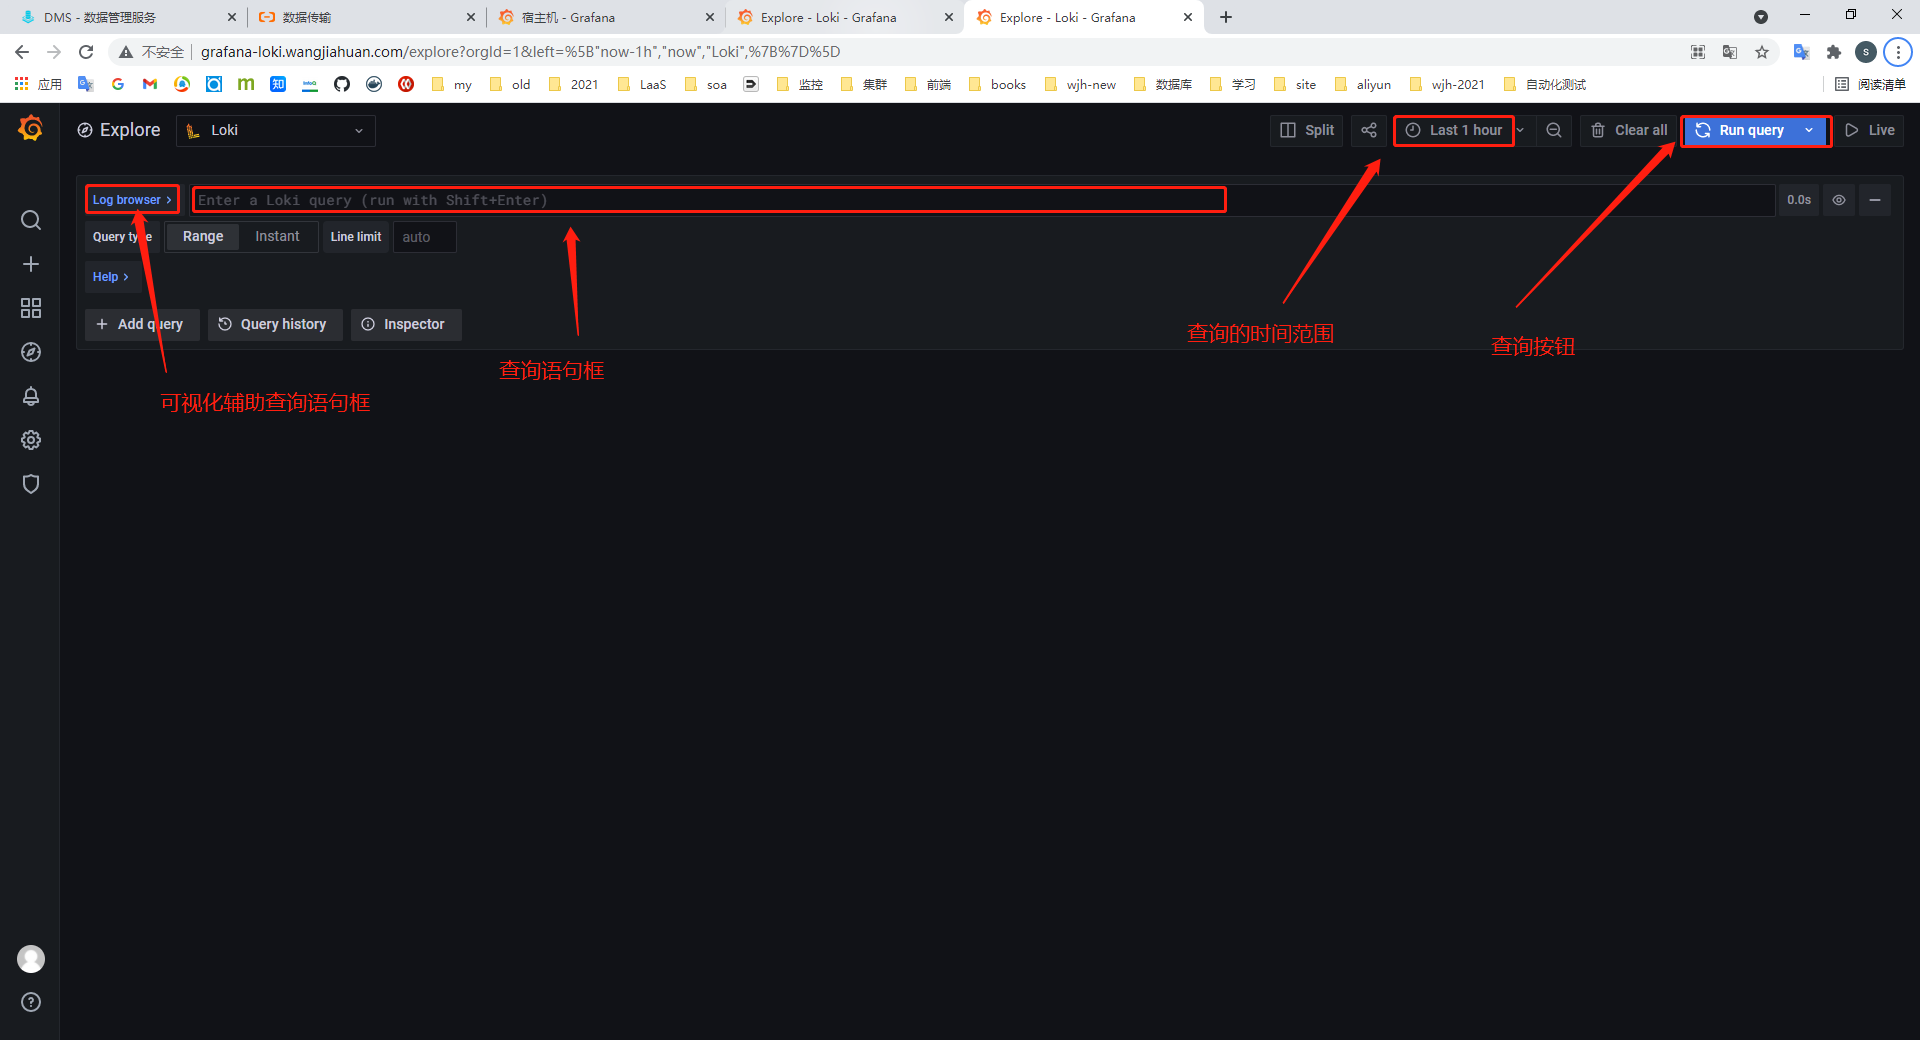 DMS - 数据管理服务
数据传输
宿主机 - Grafana
Explore - Loki - Grafana
Explore - Loki - Grafana
不安全
grafana-loki.wangjiahuan.com/explore?orgId=1&left=%5B"now-1h","now","Loki",%7B%7D%5D
S
应用
知
my
old
2021
LaaS
soa
监控
集群
前端
books
wjh-new
数据库
学习
site
aliyun
wjh-2021
自动化测试
阅读清单
Explore
Loki
Split
Last 1 hour
Clear all
Run query
Live
Log browser >
Enter a Loki query (run with Shift+Enter)
0.0s
Query type
Range
Instant
Line limit
auto
Help >
+ Add query
Query history
Inspector
查询的时间范围
查询按钮
查询语句框
可视化辅助查询语句框